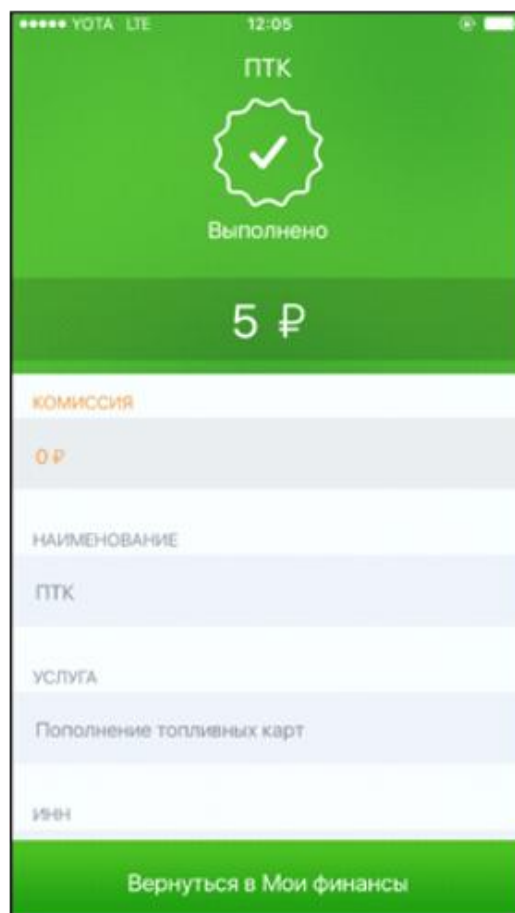 YOTA LTE 12:05
ПТК
Выполнено
5 ₽
КОМИССИЯ
0 ₽
НАИМЕНОВАНИЕ
ПТК
УСЛУГА
Пополнение топливных карт
ИНН
Вернуться в Мои финансы